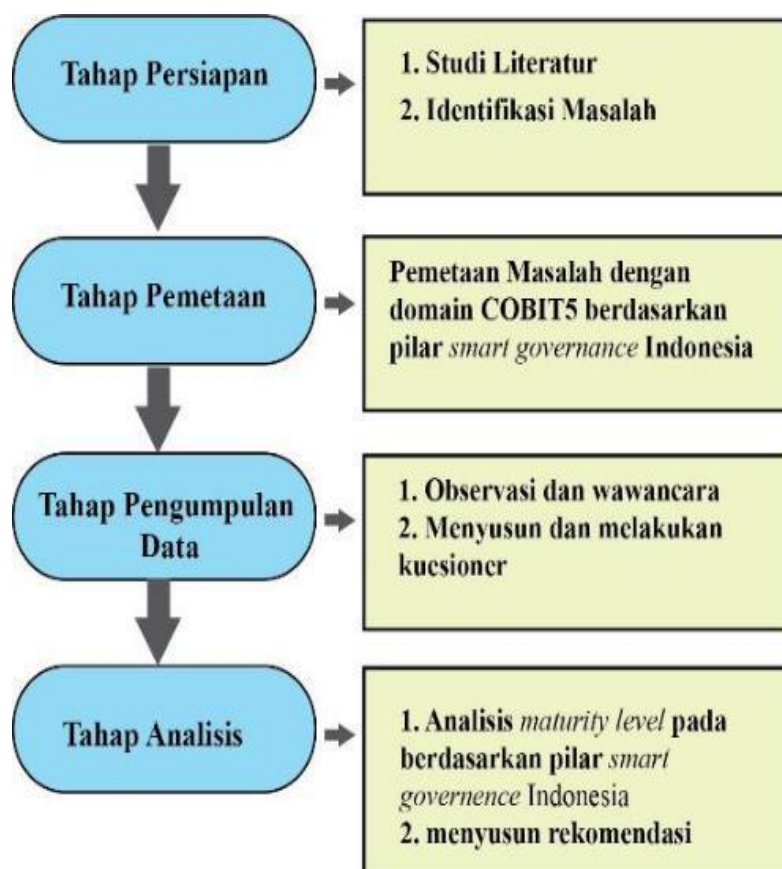 Tahap Persiapan
1. Studi Literatur
2. Identifikasi Masalah
Tahap Pemetaan
Pemetaan Masalah dengan
domain COBIT5 berdasarkan
pilar smart governance Indonesia
Tahap Pengumpulan
Data
1. Observasi dan wawancara
2. Menyusun dan melakukan
kuesioner
Tahap Analisis
1. Analisis maturity level pada
berdasarkan pilar smart
governence Indonesia
2. menyusun rekomendasi